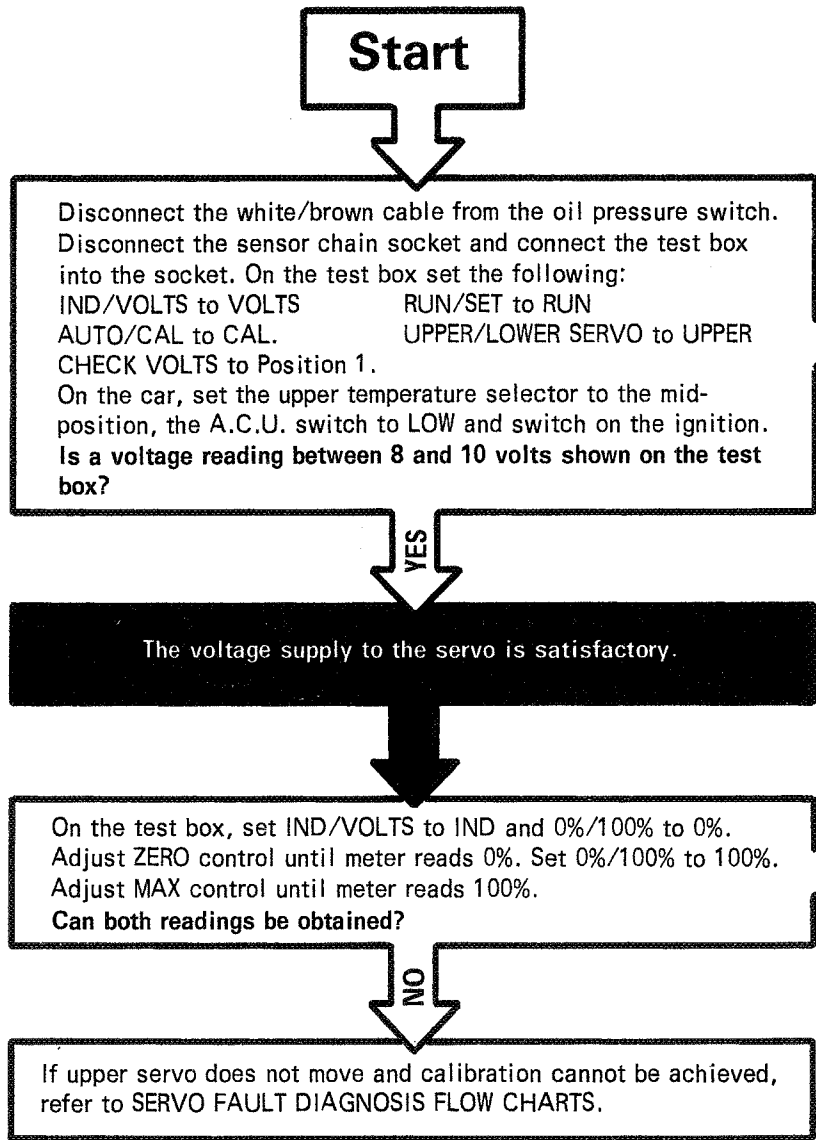 Start
Disconnect the white/brown cable from the oil pressure switch.
Disconnect the sensor chain socket and connect the test box
into the socket. On the test box set the following:
IND/VOLTS to VOLTS RUN/SET to RUN
AUTO/CAL to CAL. UPPER/LOWER SERVO to UPPER
CHECK VOLTS to Position 1.
On the car, set the upper temperature selector to the mid-
position, the A.C.U. switch to LOW and switch on the ignition.
Is a voltage reading between 8 and 10 volts shown on the test
box?
YES
The voltage supply to the servo is satisfactory.
On the test box, set IND/VOLTS to IND and 0%/100% to 0%.
Adjust ZERO control until meter reads 0%. Set 0%/100% to 100%.
Adjust MAX control until meter reads 100%.
Can both readings be obtained?
NO
If upper servo does not move and calibration cannot be achieved,
refer to SERVO FAULT DIAGNOSIS FLOW CHARTS.